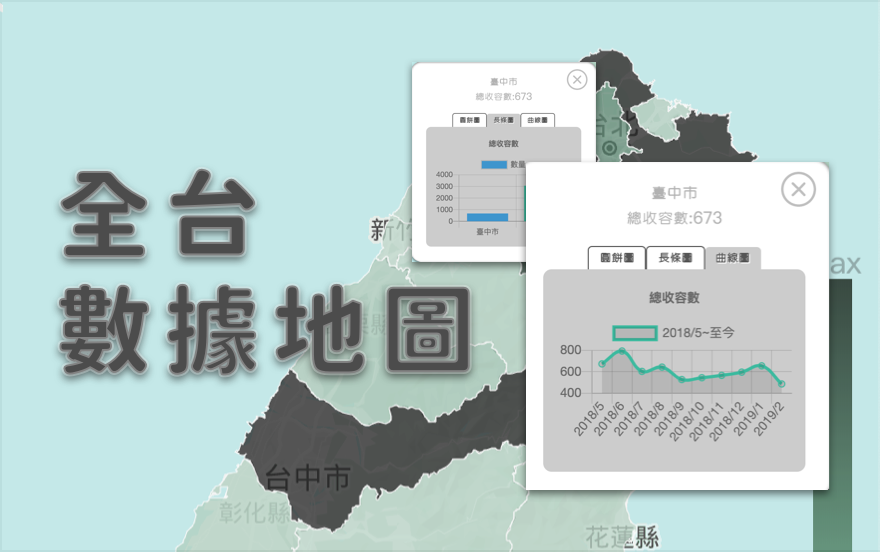 全台
數據地圖
臺中市
總收容數:673
圓餅圖 長條圖 曲線圖
總收容數
數量
4000
3000
2000
1000
0
臺中市
臺中市
總收容數:673
圓餅圖 長條圖 曲線圖
總收容數
2018/5~至今
800
600
400
2018/5 2018/6 2018/7 2018/8 2018/9 2018/10 2018/11 2018/12 2019/1 2019/2
台北
新竹
台中市
彰化縣
花蓮縣
ax